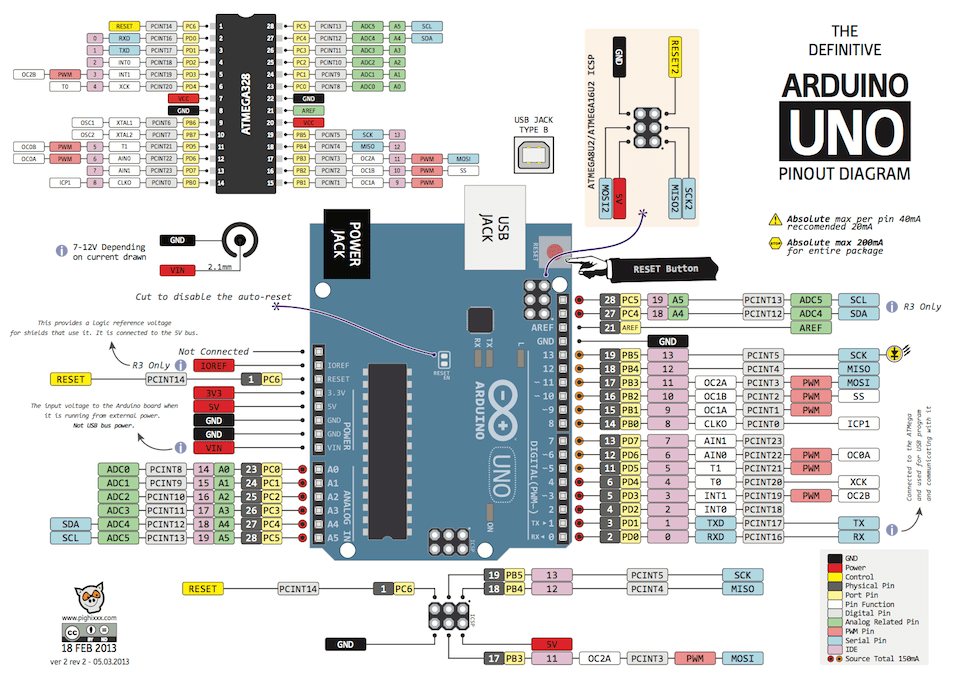 THE
DEFINITIVE
ARDUINO
UNO
PINOUT DIAGRAM
Absolute max per pin 40mA
reccomended 20mA
STOP
Absolute max 200mA
for entire package
ATMEGA328
RESET PCINT14 PC6 1
0 RXD PCINT16 PD0 2
1 TXD PCINT17 PD1 3
2 INT0 PCINT18 PD2 4
OC2B PWM 3 INT1 PCINT19 PD3 5
T0 4 XCK PCINT20 PD4 6
VCC 7
GND 8
OSC1 XTAL1 PCINT6 PB6 9
OSC2 XTAL2 PCINT7 PB7 10
OC0B PWM 5 T1 PCINT21 PD5 11
OC0A PWM 6 AIN0 PCINT22 PD6 12
7 AIN1 PCINT23 PD7 13
ICP1 8 CLKO PCINT0 PB0 14
28 PC5 PCINT13 ADC5 A5 SCL
27 PC4 PCINT12 ADC4 A4 SDA
26 PC3 PCINT11 ADC3 A3
25 PC2 PCINT10 ADC2 A2
24 PC1 PCINT9 ADC1 A1
23 PC0 PCINT8 ADC0 A0
22 GND
21 AREF
20 VCC
19 PB5 PCINT5 SCK 13
18 PB4 PCINT4 MISO 12
17 PB3 PCINT3 OC2A 11 PWM MOSI
16 PB2 PCINT2 OC1B 10 PWM SS
15 PB1 PCINT1 OC1A 9 PWM
USB JACK
TYPE B
ATMEGA8U2/ATMEGA16U2 ICSP
GND
RESET2
MOSI2
5V
MISO2
SCK2
7-12V Depending
on current drawn
GND
VIN
2.1mm
POWER
JACK
USB
JACK
RESET
RESET Button
Cut to disable the auto-reset
This provides a logic reference voltage
for shields that use it. It is connected to the 5V bus.
Not Connected
R3 Only
IOREF
RESET PCINT14 1 PC6
3V3
5V
GND
GND
VIN
The input voltage to the Arduino board when
it is running from external power.
Not USB bus power.
ADC0 PCINT8 14 A0 23 PC0
ADC1 PCINT9 15 A1 24 PC1
ADC2 PCINT10 16 A2 25 PC2
ADC3 PCINT11 17 A3 26 PC3
SDA ADC4 PCINT12 18 A4 27 PC4
SCL ADC5 PCINT13 19 A5 28 PC5
IOREF
RESET
3.3V
5V
GND
GND
VIN
POWER
A0
A1
A2
A3
A4
A5
ANALOG IN
RESET EN
RX
TX
L
ARDUINO
UNO
ON
ICSP
AREF
GND
13
12
~11
~10
~9
8
7
~6
~5
4
~3
2
TX ▸ 1
RX ◂ 0
DIGITAL(PWM~)
28 PC5 19 A5 PCINT13 ADC5 SCL
27 PC4 18 A4 PCINT12 ADC4 SDA
R3 Only
21 AREF ADC AREF
GND
19 PB5 13 PCINT5 SCK
18 PB4 12 PCINT4 MISO
17 PB3 11 OC2A PCINT3 PWM MOSI
16 PB2 10 OC1B PCINT2 PWM SS
15 PB1 9 OC1A PCINT1 PWM
14 PB0 8 CLKO PCINT0 ICP1
13 PD7 7 AIN1 PCINT23
12 PD6 6 AIN0 PCINT22 PWM OC0A
11 PD5 5 T1 PCINT21 PWM
6 PD4 4 T0 PCINT20 XCK
5 PD3 3 INT1 PCINT19 PWM OC2B
4 PD2 2 INT0 PCINT18
3 PD1 1 TXD PCINT17 TX
2 PD0 0 RXD PCINT16 RX
Connected to the ATMega
and used for USB program
and communicating with it
19 PB5 13 PCINT5 SCK
RESET PCINT14 1 PC6
18 PB4 12 PCINT4 MISO
ICSP
GND
5V
17 PB3 11 OC2A PCINT3 PWM MOSI
GND
Power
Control
Physical Pin
Port Pin
Pin Function
Digital Pin
Analog Related Pin
PWM Pin
Serial Pin
IDE
Source Total 150mA
www.pighixxx.com
cc BY ND
18 FEB 2013
ver 2 rev 2 - 05.03.2013